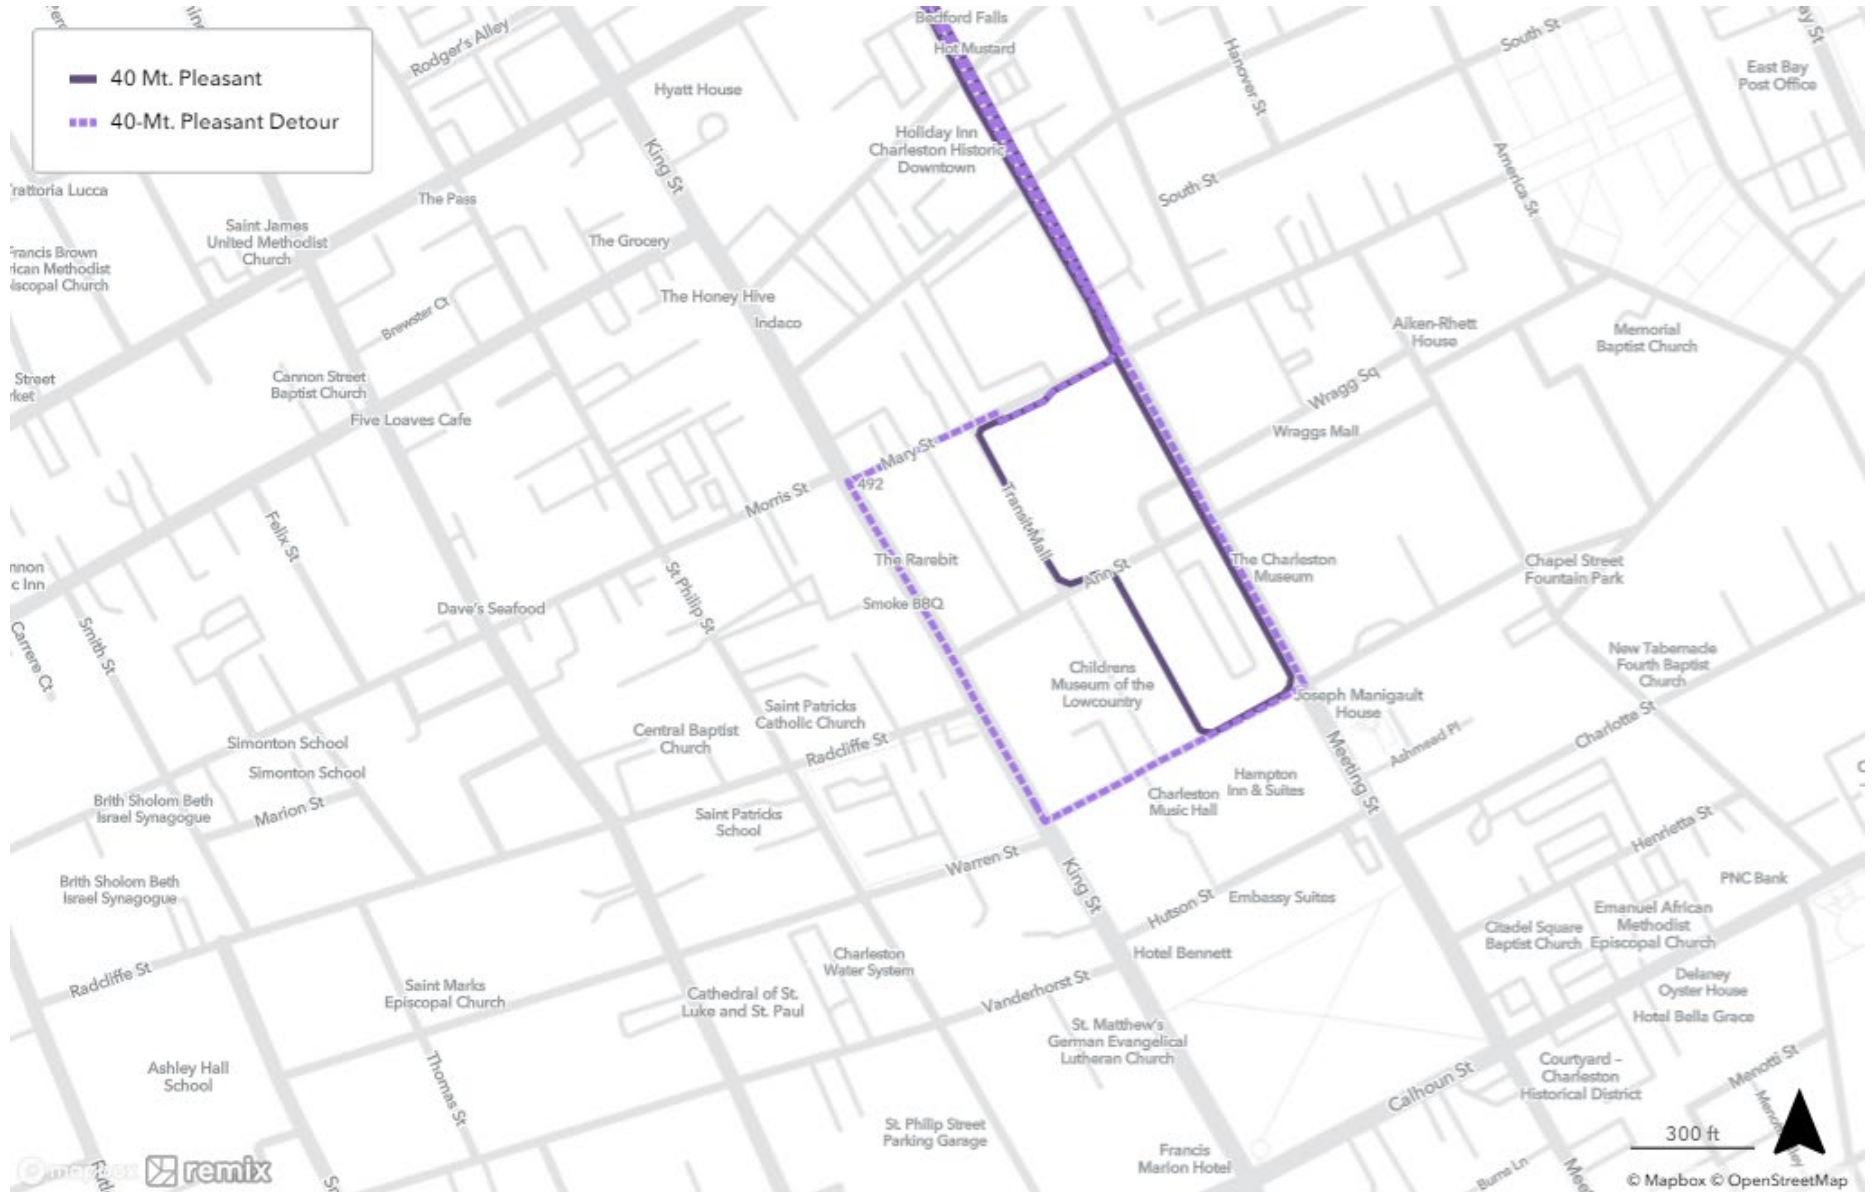 40 Mt. Pleasant
40-Mt. Pleasant Detour
Rodger's Alley
Bedford Falls
Hot Mustard
Hyatt House
Hanover St
South St
East Bay
Post Office
King St
Holiday Inn
Charleston Historic
Downtown
South St
America St
The Pass
Saint James
United Methodist
Church
The Grocery
Brewster Ct
The Honey Hive
Indaco
Aiken-Rhett
House
Memorial
Baptist Church
Cannon Street
Baptist Church
Five Loaves Cafe
Wragg Sq
Wraggs Mall
Mary St
492
Morris St
Transit Mall
Felix St
The Rarebit
Ann St
The Charleston
Museum
Chapel Street
Fountain Park
St Philip St
Smoke BBQ
Dave's Seafood
Smith St
Carrere Ct
Childrens
Museum of the
Lowcountry
New Tabernacle
Fourth Baptist
Church
Joseph Manigault
House
Saint Patricks
Catholic Church
Central Baptist
Church
Radcliffe St
Simonton School
Simonton School
Meeting St
Ashmead Pl
Charlotte St
Hampton
Inn & Suites
Charleston
Music Hall
Brith Sholom Beth
Israel Synagogue
Marion St
Saint Patricks
School
Henrietta St
Warren St
King St
Brith Sholom Beth
Israel Synagogue
PNC Bank
Hutson St
Embassy Suites
Citadel Square
Baptist Church
Emanuel African
Methodist
Episcopal Church
Hotel Bennett
Charleston
Water System
Radcliffe St
Saint Marks
Episcopal Church
Cathedral of St.
Luke and St. Paul
Vanderhorst St
Delaney
Oyster House
Hotel Bella Grace
St. Matthew's
German Evangelical
Lutheran Church
Ashley Hall
School
Thomas St
Calhoun St
Courtyard –
Charleston
Historical District
Menotti St
St. Philip Street
Parking Garage
Francis
Marion Hotel
300 ft
Burns Ln
mapbox remix
© Mapbox © OpenStreetMap